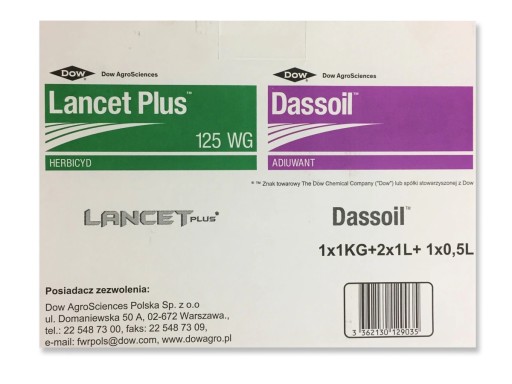 Dow Dow AgroSciences
Lancet Plus™
125 WG
HERBICYD
Dow Dow AgroSciences
Dassoil™
ADIUWANT
* ™ Znak towarowy The Dow Chemical Company ("Dow") lub spółki stowarzyszonej z Dow
LANCET PLUS*
Dassoil™
1x1KG+2x1L+ 1x0,5L
Posiadacz zezwolenia:
Dow AgroSciences Polska Sp. z o.o
ul. Domaniewska 50 A, 02-672 Warszawa.,
tel.: 22 548 73 00, faks: 22 548 73 09,
e-mail: fwrpols@dow.com, www.dowagro.pl
3 362130 129035